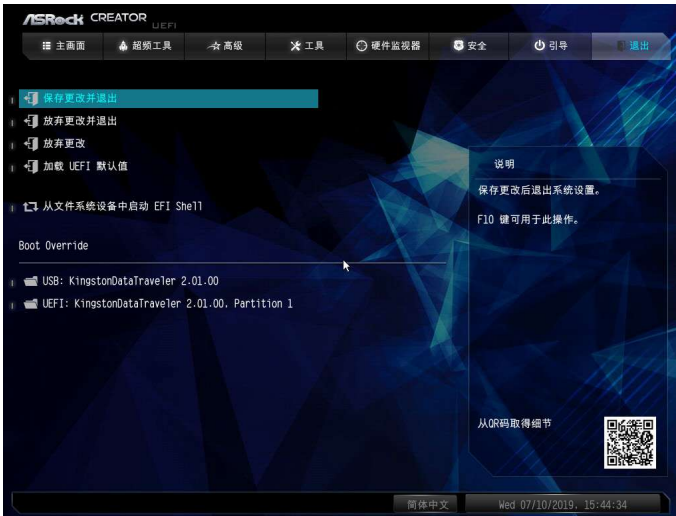 ASRock CREATOR UEFI
主画面 超频工具 高级 工具 硬件监视器 安全 引导 退出
保存更改并退出
放弃更改并退出
放弃更改
加载 UEFI 默认值
从文件系统设备中启动 EFI Shell
Boot Override
USB: KingstonDataTraveler 2.01.00
UEFI: KingstonDataTraveler 2.01.00, Partition 1
说明
保存更改后退出系统设置。
F10 键可用于此操作。
从QR码取得细节
简体中文 Wed 07/10/2019, 15:44:34